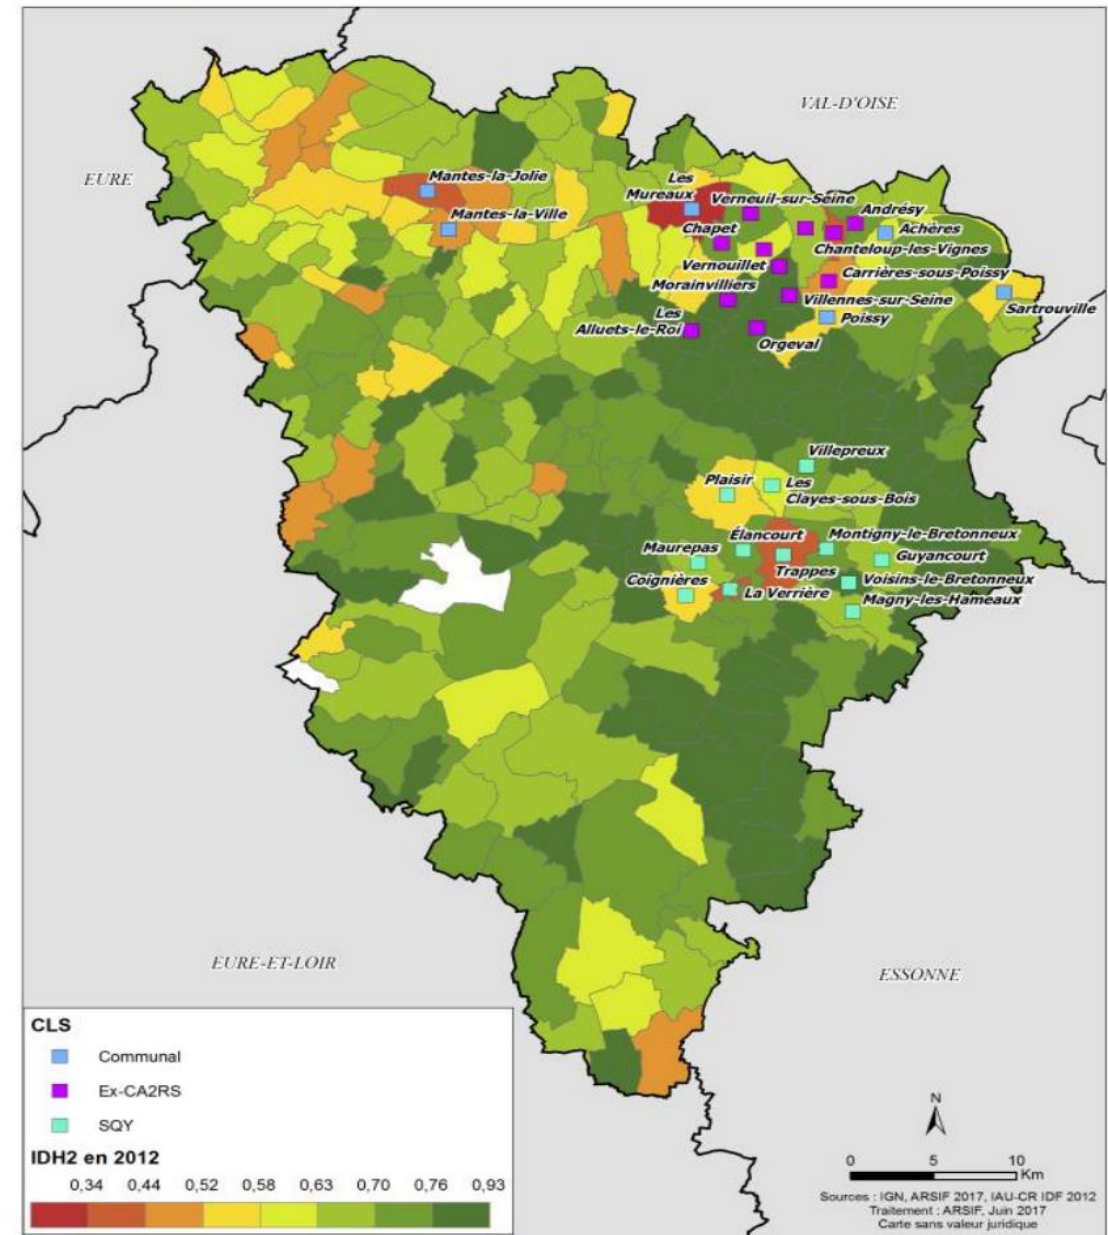 VAL-D'OISE
EURE
Mantes-la-Jolie
Mantes-la-Ville
Les
Mureaux
Verneuil-sur-Seine
Chapet
Andrésy
Achères
Chanteloup-les-Vignes
Vernouillet
Carrières-sous-Poissy
Morainvilliers
Villennes-sur-Seine
Sartrouville
Les
Alluets-le-Roi
Poissy
Orgeval
Villepreux
Plaisir
Les
Clayes-sous-Bois
Élancourt
Montigny-le-Bretonneux
Maurepas
Guyancourt
Trappes
Coignières
Voisins-le-Bretonneux
La Verrière
Magny-les-Hameaux
EURE-ET-LOIR
ESSONNE
CLS
Communal
Ex-CA2RS
SQY
IDH2 en 2012
0,34 0,44 0,52 0,58 0,63 0,70 0,76 0,93
N
0 5 10
Km
Sources : IGN, ARSIF 2017, IAU-CR IDF 2012
Traitement : ARSIF, Juin 2017
Carte sans valeur juridique